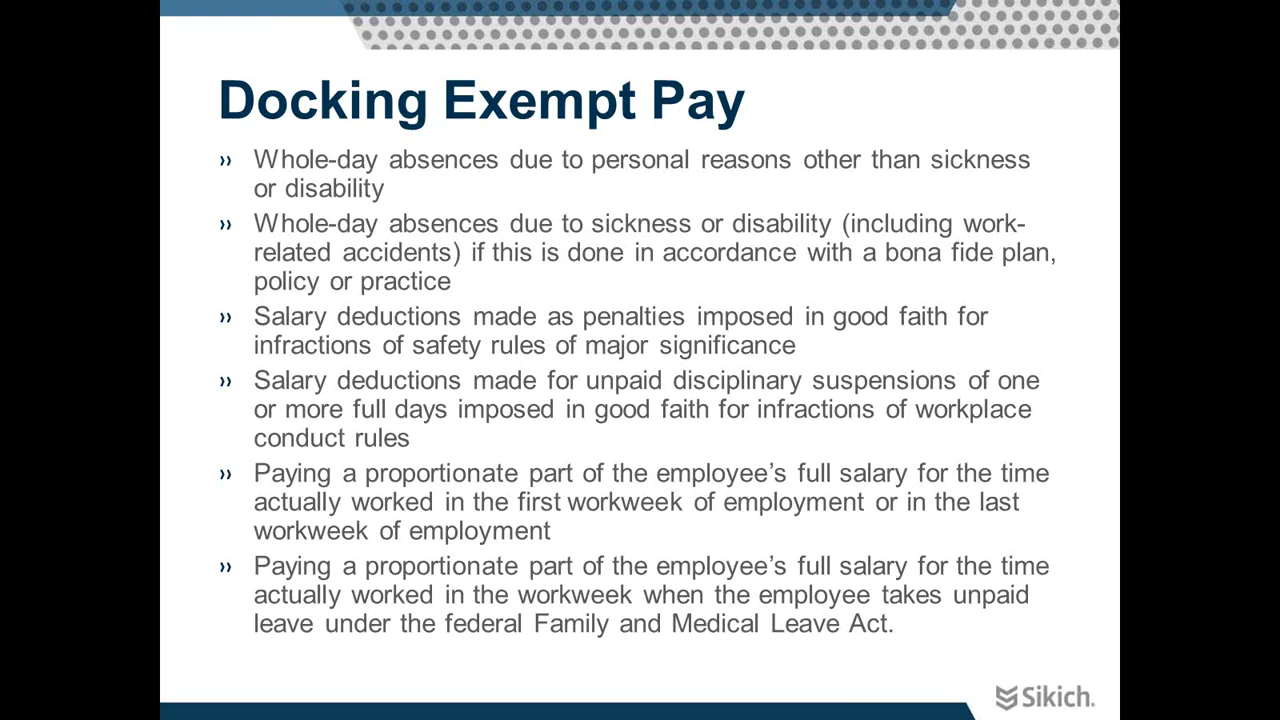 Docking Exempt Pay
›› Whole-day absences due to personal reasons other than sickness
or disability
›› Whole-day absences due to sickness or disability (including work-
related accidents) if this is done in accordance with a bona fide plan,
policy or practice
›› Salary deductions made as penalties imposed in good faith for
infractions of safety rules of major significance
›› Salary deductions made for unpaid disciplinary suspensions of one
or more full days imposed in good faith for infractions of workplace
conduct rules
›› Paying a proportionate part of the employee’s full salary for the time
actually worked in the first workweek of employment or in the last
workweek of employment
›› Paying a proportionate part of the employee’s full salary for the time
actually worked in the workweek when the employee takes unpaid
leave under the federal Family and Medical Leave Act.
Sikich.